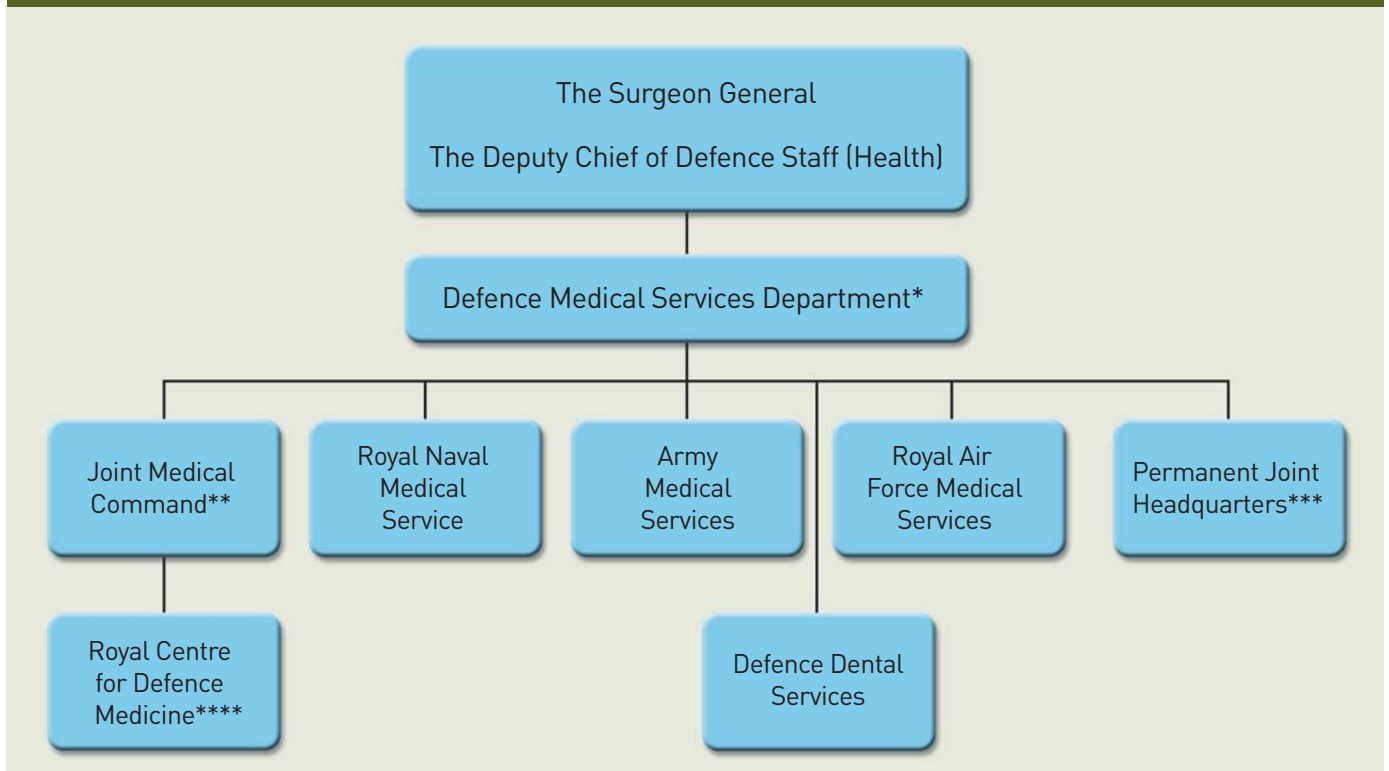 The Surgeon General
The Deputy Chief of Defence Staff (Health)
Defence Medical Services Department*
Joint Medical
Command**
Royal Naval
Medical
Service
Army
Medical
Services
Royal Air
Force Medical
Services
Permanent Joint
Headquarters***
Royal Centre
for Defence
Medicine****
Defence Dental
Services